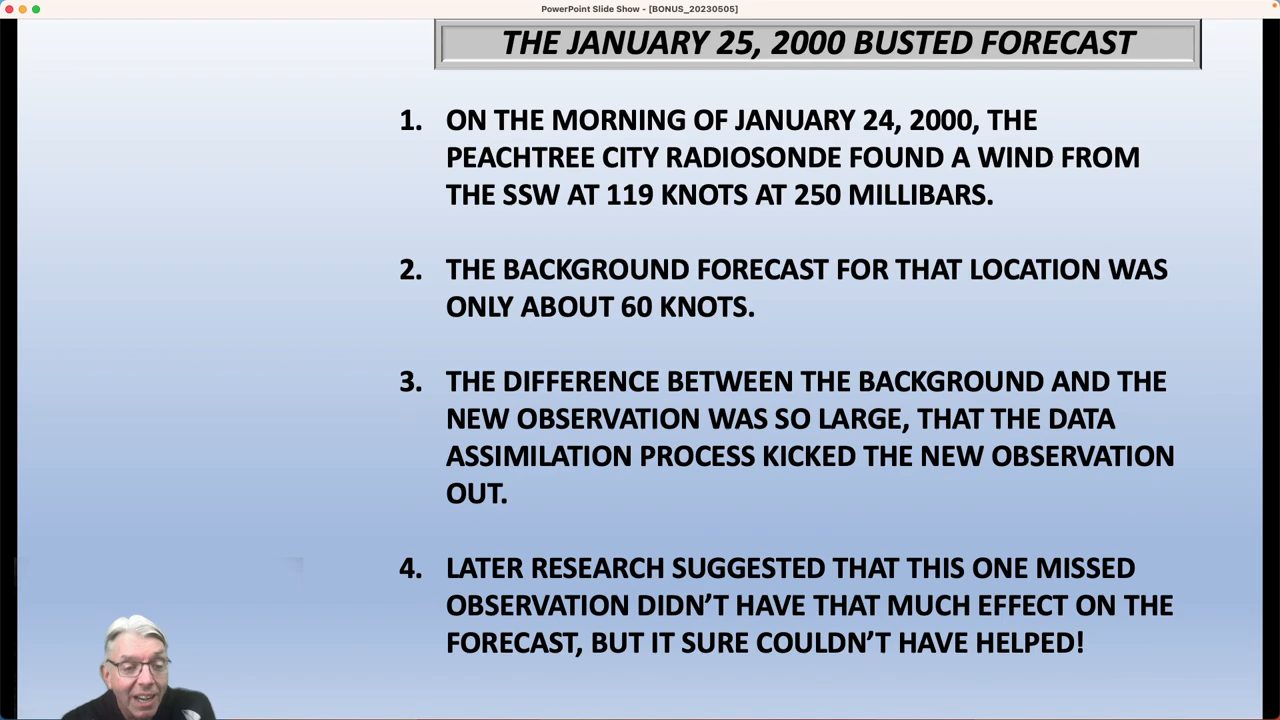 PowerPoint Slide Show - [BONUS_20230505]
THE JANUARY 25, 2000 BUSTED FORECAST
1. ON THE MORNING OF JANUARY 24, 2000, THE
PEACHTREE CITY RADIOSONDE FOUND A WIND FROM
THE SSW AT 119 KNOTS AT 250 MILLIBARS.
2. THE BACKGROUND FORECAST FOR THAT LOCATION WAS
ONLY ABOUT 60 KNOTS.
3. THE DIFFERENCE BETWEEN THE BACKGROUND AND THE
NEW OBSERVATION WAS SO LARGE, THAT THE DATA
ASSIMILATION PROCESS KICKED THE NEW OBSERVATION
OUT.
4. LATER RESEARCH SUGGESTED THAT THIS ONE MISSED
OBSERVATION DIDN’T HAVE THAT MUCH EFFECT ON THE
FORECAST, BUT IT SURE COULDN’T HAVE HELPED!